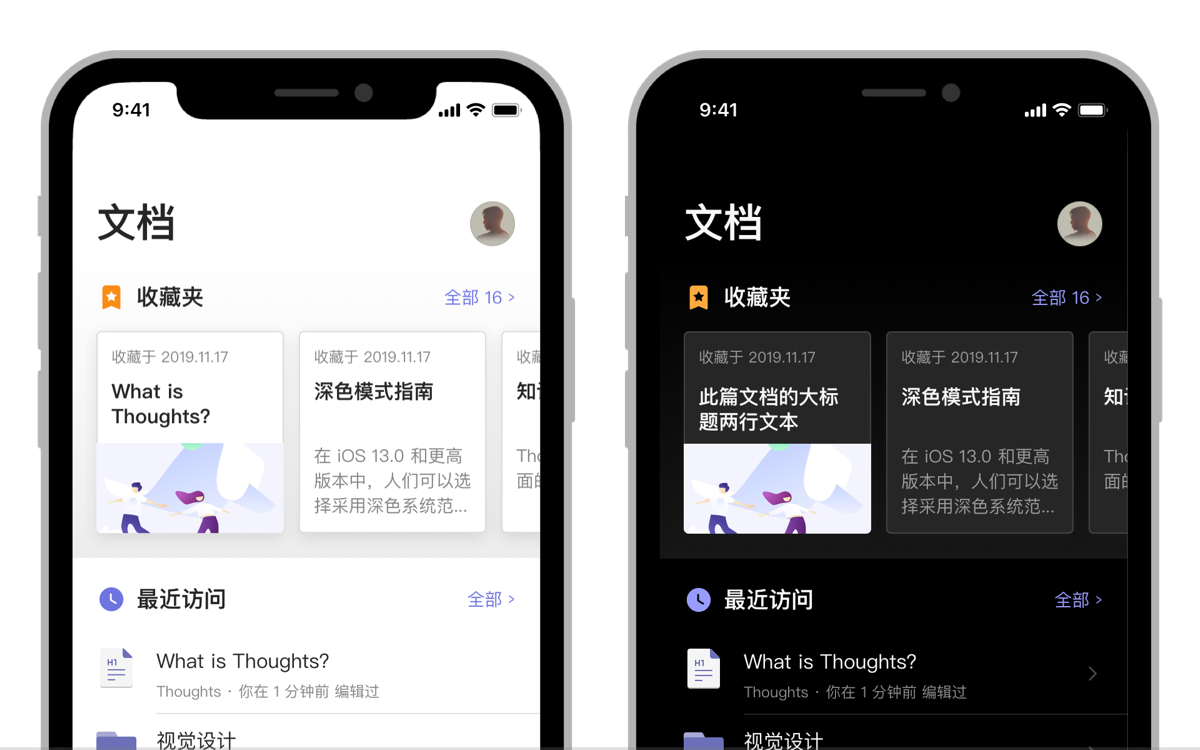 9:41
文档
收藏夹
全部 16 >
收藏于 2019.11.17
What is
Thoughts?
收藏于 2019.11.17
深色模式指南
在 iOS 13.0 和更高
版本中，人们可以选
择采用深色系统范...
收藏
知
Tho
面的
最近访问
全部 >
H1
What is Thoughts?
Thoughts · 你在 1 分钟前 编辑过
视觉设计
9:41
文档
收藏夹
全部 16 >
收藏于 2019.11.17
此篇文档的大标
题两行文本
收藏于 2019.11.17
深色模式指南
在 iOS 13.0 和更高
版本中，人们可以选
择采用深色系统范...
收藏
知
Tho
面的
最近访问
全部 >
H1
What is Thoughts?
Thoughts · 你在 1 分钟前 编辑过
视觉设计